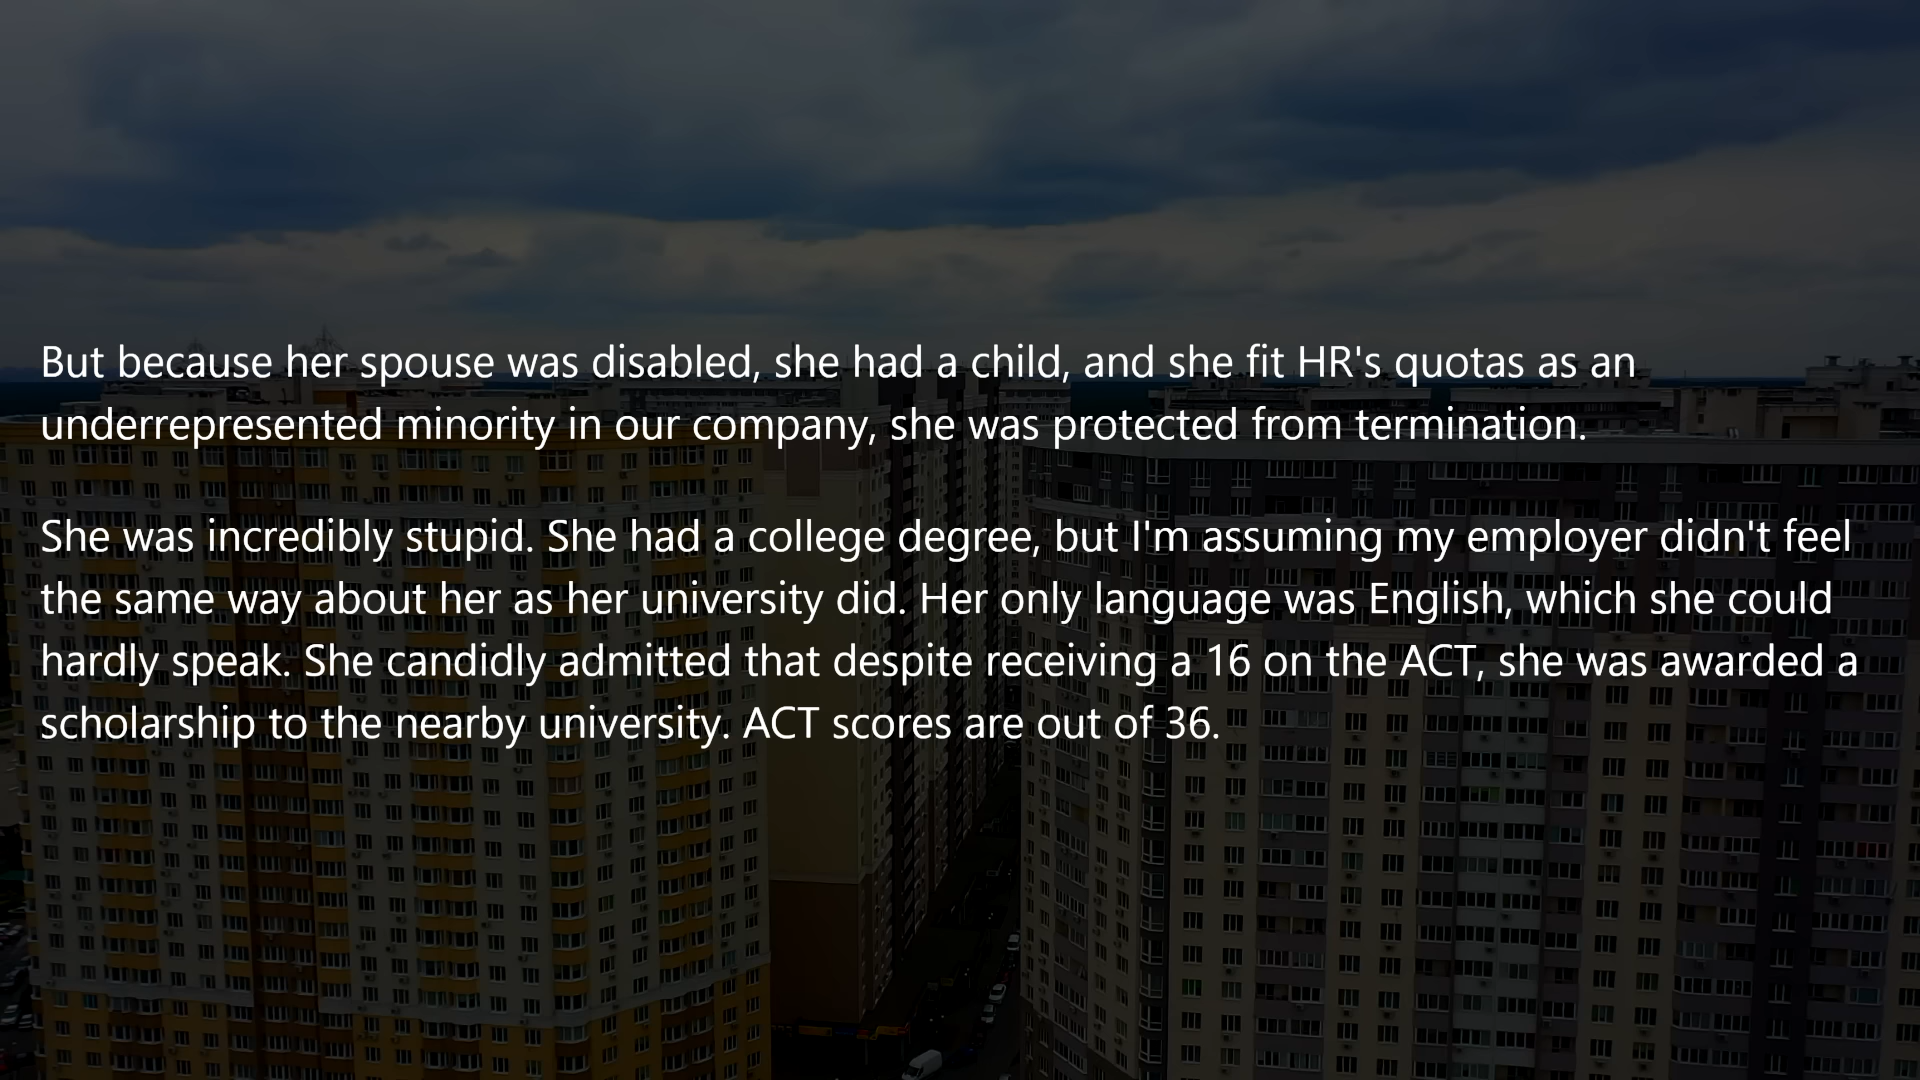 But because her spouse was disabled, she had a child, and she fit HR's quotas as an
underrepresented minority in our company, she was protected from termination.
She was incredibly stupid. She had a college degree, but I'm assuming my employer didn't feel
the same way about her as her university did. Her only language was English, which she could
hardly speak. She candidly admitted that despite receiving a 16 on the ACT, she was awarded a
scholarship to the nearby university. ACT scores are out of 36.